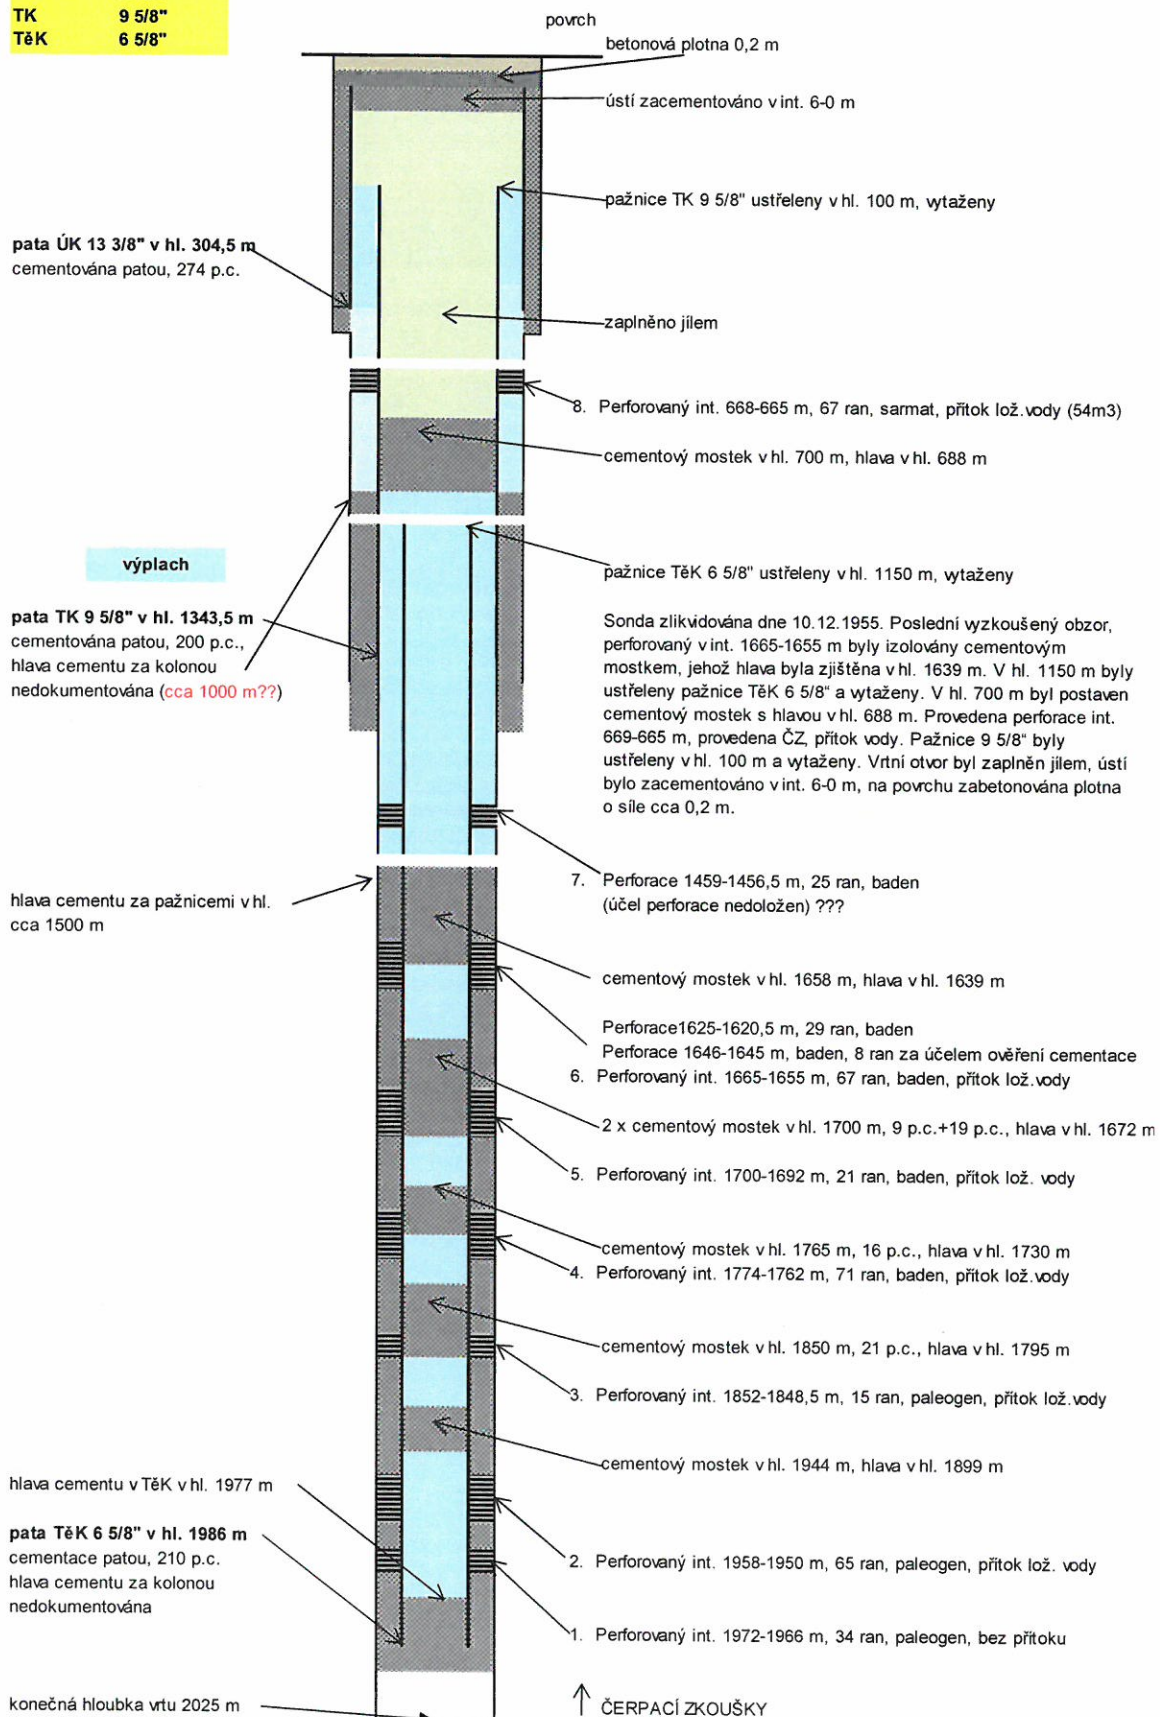 TK 9 5/8"
TěK 6 5/8"
povrch
betonová plotna 0,2 m
ústí zacementováno v int. 6-0 m
pažnice TK 9 5/8" ustřeleny v hl. 100 m, vytaženy
pata ÚK 13 3/8" v hl. 304,5 m
cementována patou, 274 p.c.
zaplněno jílem
8. Perforovaný int. 668-665 m, 67 ran, sarmat, přítok lož.vody (54m3)
cementový mostek v hl. 700 m, hlava v hl. 688 m
výplach
pažnice TěK 6 5/8" ustřeleny v hl. 1150 m, vytaženy
pata TK 9 5/8" v hl. 1343,5 m
cementována patou, 200 p.c.,
hlava cementu za kolonou
nedokumentována (cca 1000 m??)
Sonda zlikvidována dne 10.12.1955. Poslední vyzkoušený obzor,
perforovaný v int. 1665-1655 m byly izolovány cementovým
mostkem, jehož hlava byla zjištěna v hl. 1639 m. V hl. 1150 m byly
ustřeleny pažnice TěK 6 5/8" a vytaženy. V hl. 700 m byl postaven
cementový mostek s hlavou v hl. 688 m. Provedena perforace int.
669-665 m, provedena ČZ, přítok vody. Pažnice 9 5/8" byly
ustřeleny v hl. 100 m a vytaženy. Vrtní otvor byl zaplněn jílem, ústí
bylo zacementováno v int. 6-0 m, na povrchu zabetonována plotna
o síle cca 0,2 m.
hlava cementu za pažnicemi v hl.
cca 1500 m
7. Perforace 1459-1456,5 m, 25 ran, baden
(účel perforace nedoložen) ???
cementový mostek v hl. 1658 m, hlava v hl. 1639 m
Perforace1625-1620,5 m, 29 ran, baden
Perforace 1646-1645 m, baden, 8 ran za účelem ověření cementace
6. Perforovaný int. 1665-1655 m, 67 ran, baden, přítok lož.vody
2 x cementový mostek v hl. 1700 m, 9 p.c.+19 p.c., hlava v hl. 1672 m
5. Perforovaný int. 1700-1692 m, 21 ran, baden, přítok lož. vody
cementový mostek v hl. 1765 m, 16 p.c., hlava v hl. 1730 m
4. Perforovaný int. 1774-1762 m, 71 ran, baden, přítok lož.vody
cementový mostek v hl. 1850 m, 21 p.c., hlava v hl. 1795 m
3. Perforovaný int. 1852-1848,5 m, 15 ran, paleogen, přítok lož.vody
cementový mostek v hl. 1944 m, hlava v hl. 1899 m
hlava cementu v TěK v hl. 1977 m
pata TěK 6 5/8" v hl. 1986 m
cementace patou, 210 p.c.
hlava cementu za kolonou
nedokumentována
2. Perforovaný int. 1958-1950 m, 65 ran, paleogen, přítok lož. vody
1. Perforovaný int. 1972-1966 m, 34 ran, paleogen, bez přítoku
konečná hloubka vrtu 2025 m
ČERPACÍ ZKOUŠKY